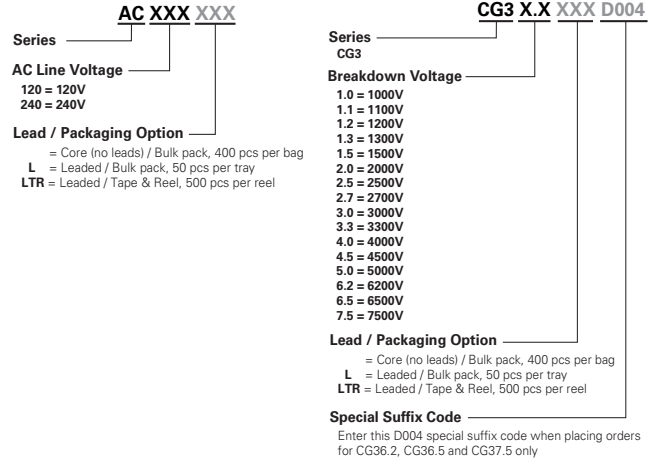 AC XXX XXX
Series
AC Line Voltage
120 = 120V
240 = 240V
Lead / Packaging Option
= Core (no leads) / Bulk pack, 400 pcs per bag
L = Leaded / Bulk pack, 50 pcs per tray
LTR = Leaded / Tape & Reel, 500 pcs per reel
CG3 X.X XXX D004
Series
CG3
Breakdown Voltage
1.0 = 1000V
1.1 = 1100V
1.2 = 1200V
1.3 = 1300V
1.5 = 1500V
2.0 = 2000V
2.5 = 2500V
2.7 = 2700V
3.0 = 3000V
3.3 = 3300V
4.0 = 4000V
4.5 = 4500V
5.0 = 5000V
6.2 = 6200V
6.5 = 6500V
7.5 = 7500V
Lead / Packaging Option
= Core (no leads) / Bulk pack, 400 pcs per bag
L = Leaded / Bulk pack, 50 pcs per tray
LTR = Leaded / Tape & Reel, 500 pcs per reel
Special Suffix Code
Enter this D004 special suffix code when placing orders
for CG36.2, CG36.5 and CG37.5 only